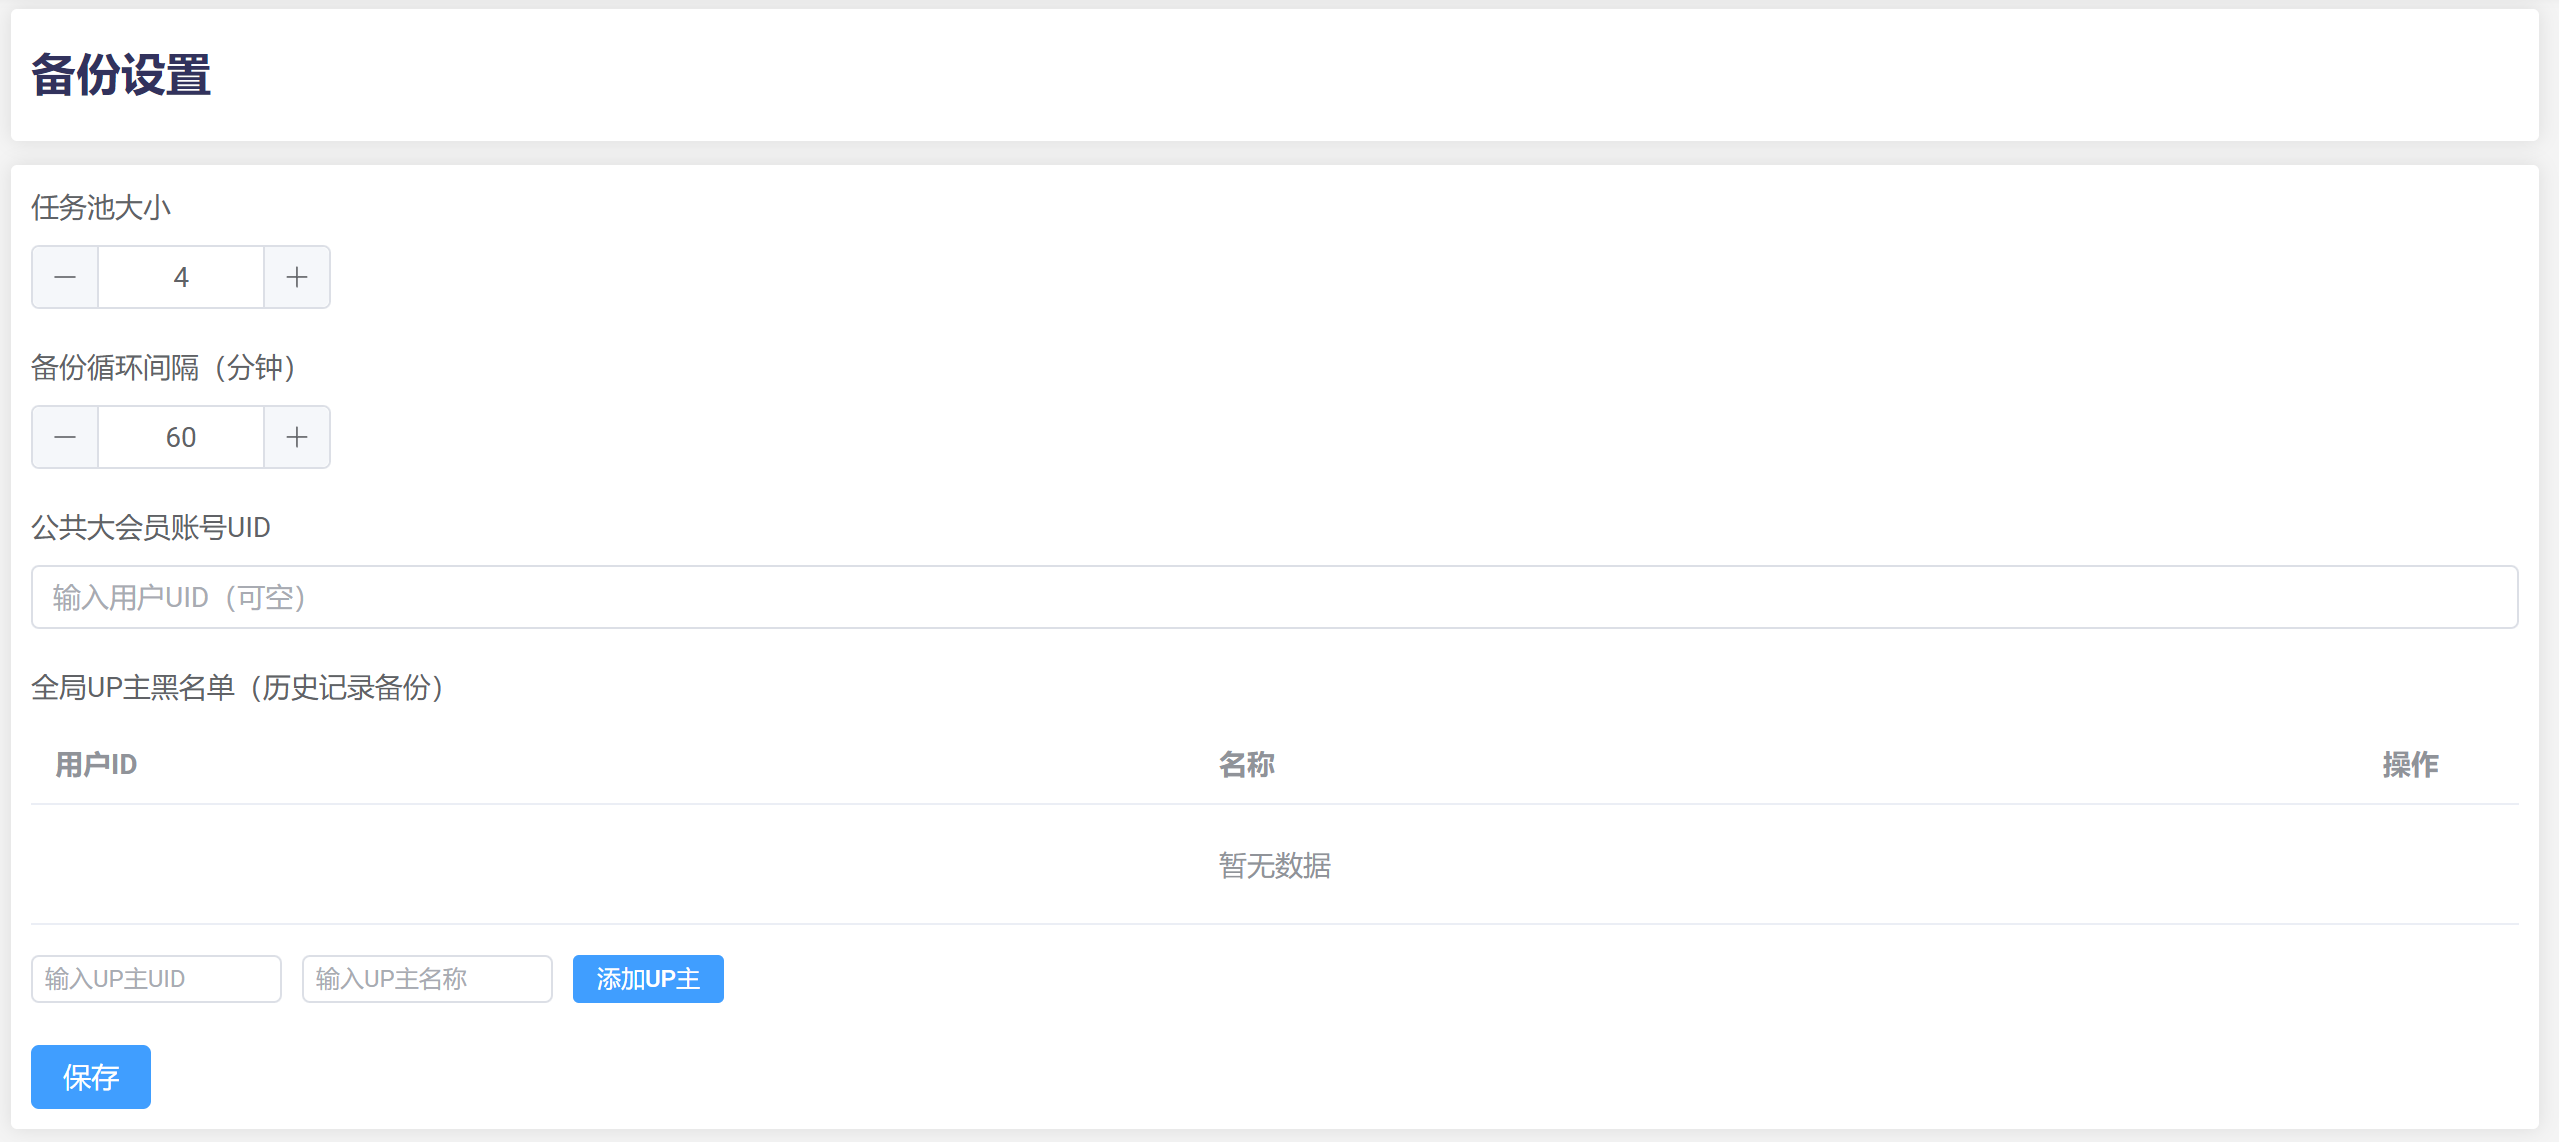 备份设置
任务池大小
4
备份循环间隔（分钟）
60
公共大会员账号UID
输入用户UID（可空）
全局UP主黑名单（历史记录备份）
用户ID 名称 操作
暂无数据
输入UP主UID 输入UP主名称 添加UP主
保存